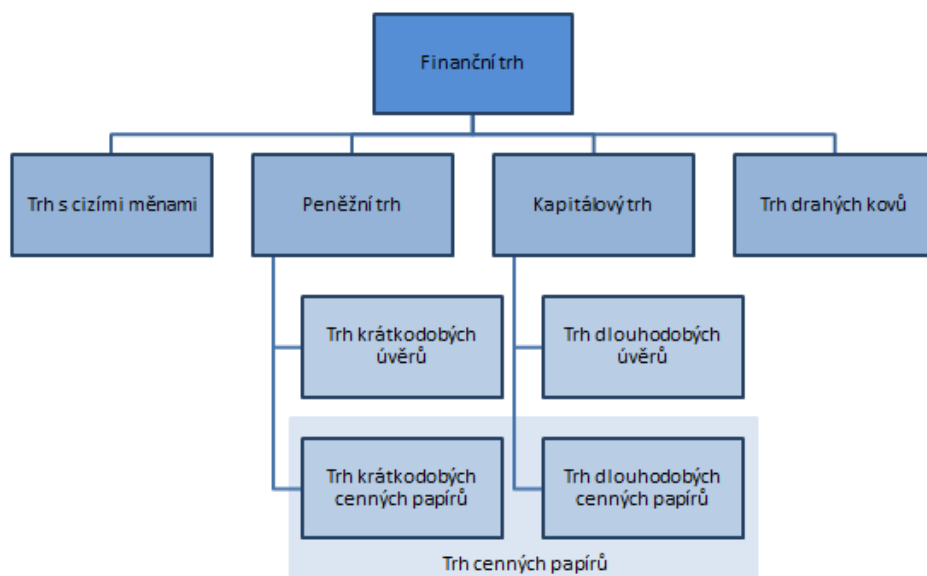 Finanční trh
Trh s cizími měnami
Peněžní trh
Kapitálový trh
Trh drahých kovů
Trh krátkodobých
úvěrů
Trh dlouhodobých
úvěrů
Trh krátkodobých
cenných papírů
Trh dlouhodobých
cenných papírů
Trh cenných papírů